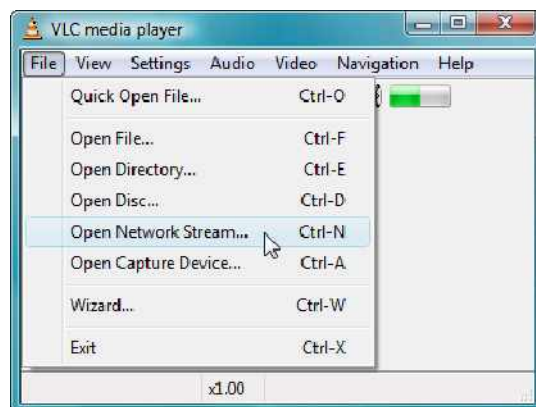 VLC media player
File View Settings Audio Video Navigation Help
Quick Open File... Ctrl-O
Open File... Ctrl-F
Open Directory... Ctrl-E
Open Disc... Ctrl-D
Open Network Stream... Ctrl-N
Open Capture Device... Ctrl-A
Wizard... Ctrl-W
Exit Ctrl-X
x1.00